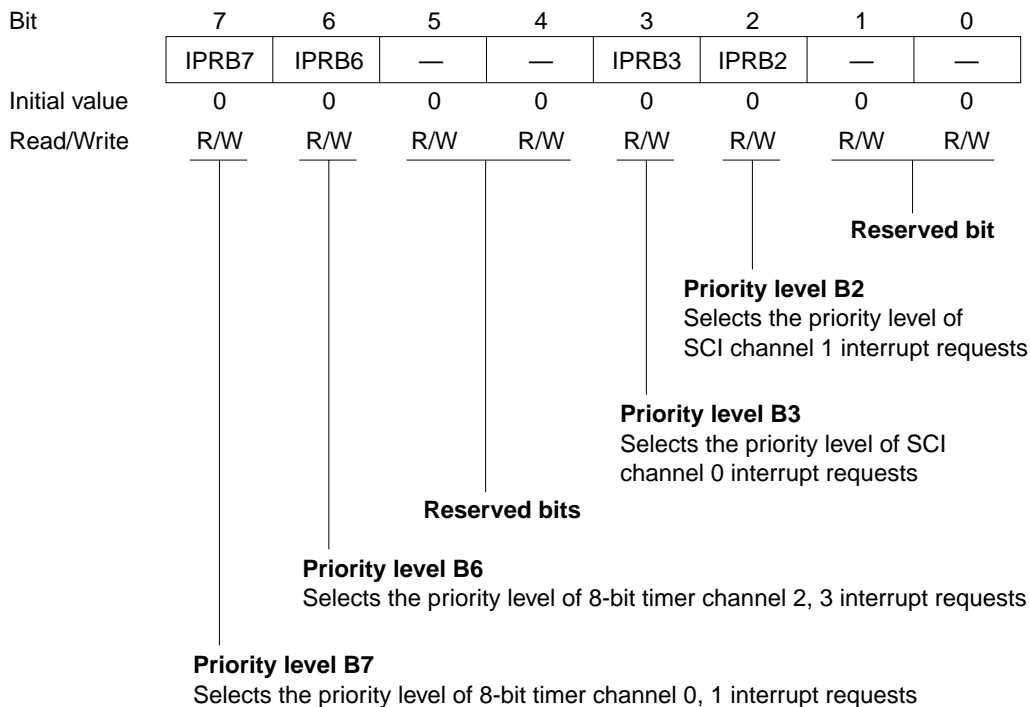 Bit 7 6 5 4 3 2 1 0
IPRB7 IPRB6 — — IPRB3 IPRB2 — —
Initial value 0 0 0 0 0 0 0 0
Read/Write R/W R/W R/W R/W R/W R/W R/W R/W
Reserved bit
Priority level B2
Selects the priority level of
SCI channel 1 interrupt requests
Priority level B3
Selects the priority level of SCI
channel 0 interrupt requests
Reserved bits
Priority level B6
Selects the priority level of 8-bit timer channel 2, 3 interrupt requests
Priority level B7
Selects the priority level of 8-bit timer channel 0, 1 interrupt requests